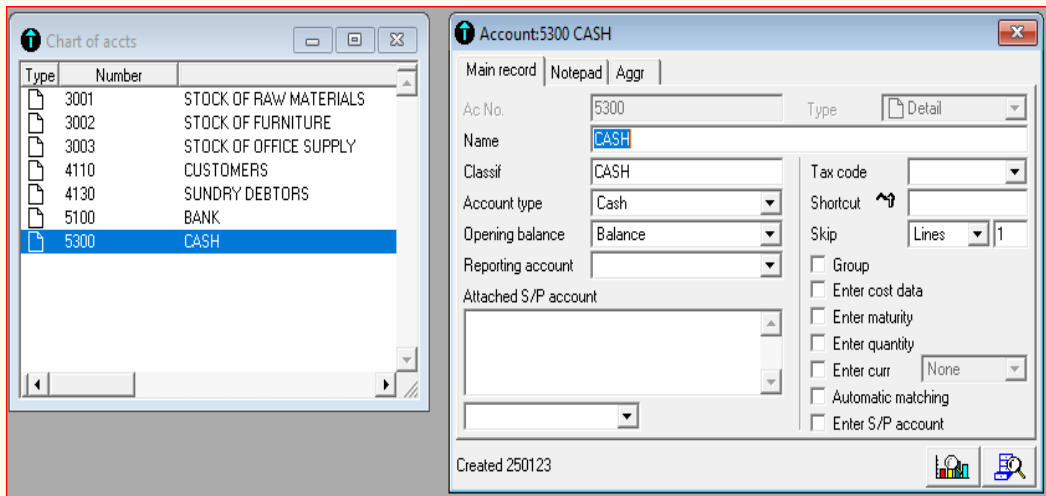 Chart of accts
Type Number
3001 STOCK OF RAW MATERIALS
3002 STOCK OF FURNITURE
3003 STOCK OF OFFICE SUPPLY
4110 CUSTOMERS
4130 SUNDRY DEBTORS
5100 BANK
5300 CASH
Account:5300 CASH
Main record Notepad Aggr
Ac No. 5300 Type Detail
Name CASH
Classif CASH Tax code
Account type Cash Shortcut
Opening balance Balance Skip Lines 1
Reporting account Group
Attached S/P account Enter cost data
Enter maturity
Enter quantity
Enter curr None
Automatic matching
Enter S/P account
Created 250123